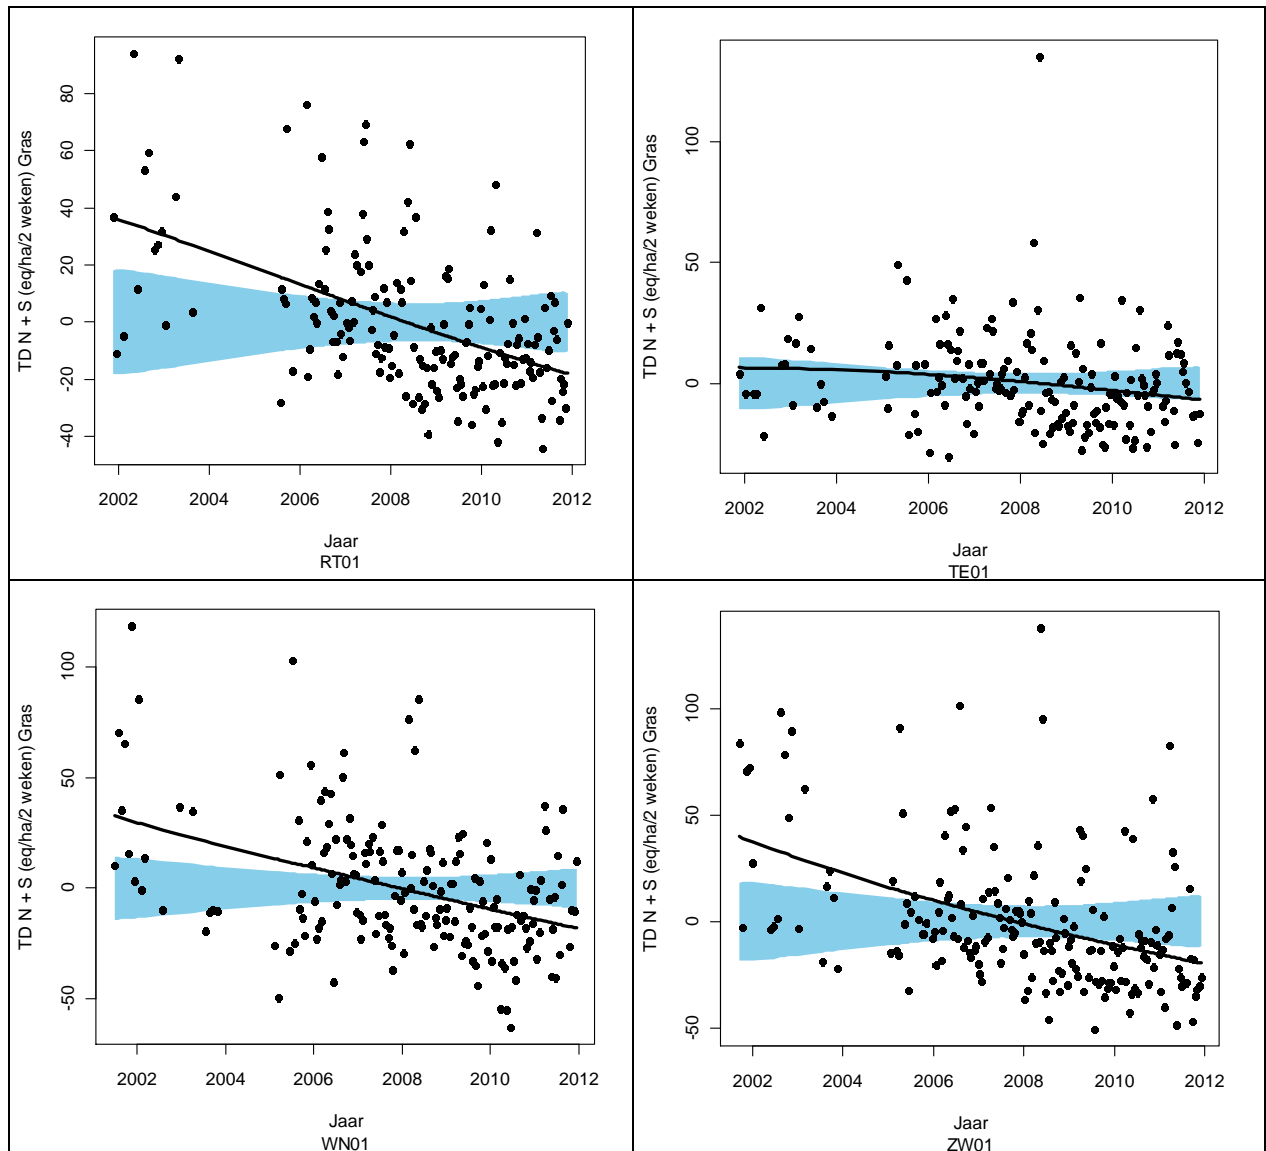 TD N + S (eq/ha/2 weken) Gras
80
60
40
20
0
-20
-40
2002 2004 2006 2008 2010 2012
Jaar
RT01
TD N + S (eq/ha/2 weken) Gras
100
50
0
2002 2004 2006 2008 2010 2012
Jaar
TE01
TD N + S (eq/ha/2 weken) Gras
100
50
0
-50
2002 2004 2006 2008 2010 2012
Jaar
WN01
TD N + S (eq/ha/2 weken) Gras
100
50
0
-50
2002 2004 2006 2008 2010 2012
Jaar
ZW01